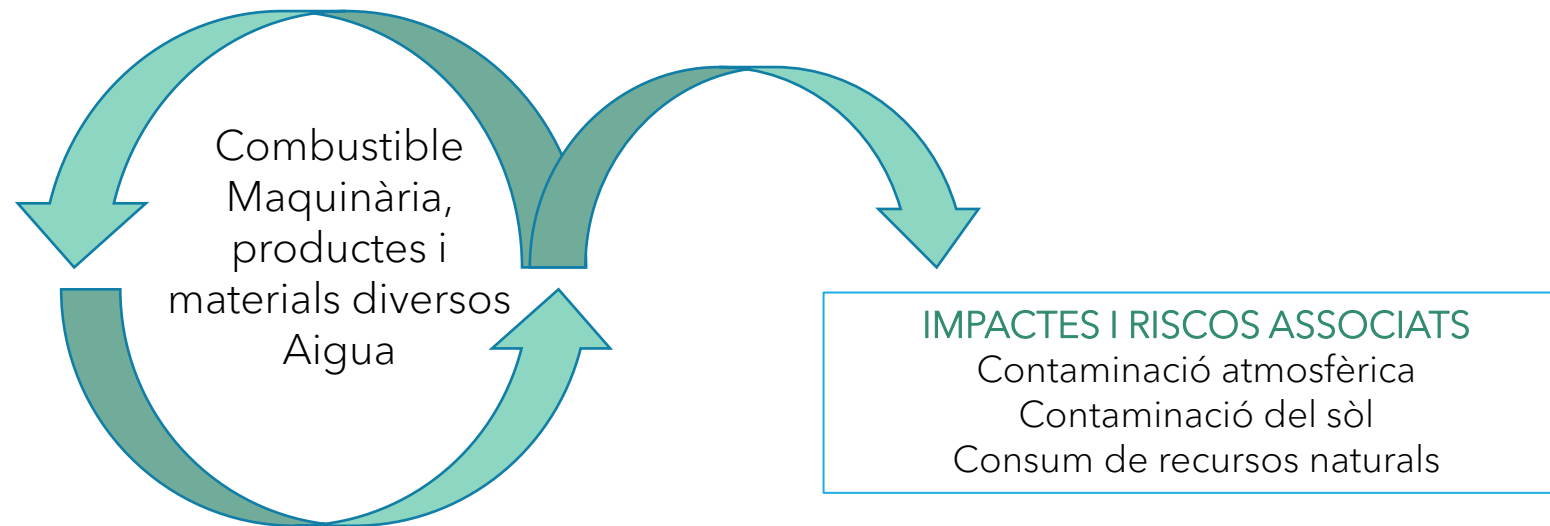 Combustible
Maquinària,
productes i
materials diversos
Aigua
IMPACTES I RISCOS ASSOCIATS
Contaminació atmosfèrica
Contaminació del sòl
Consum de recursos naturals